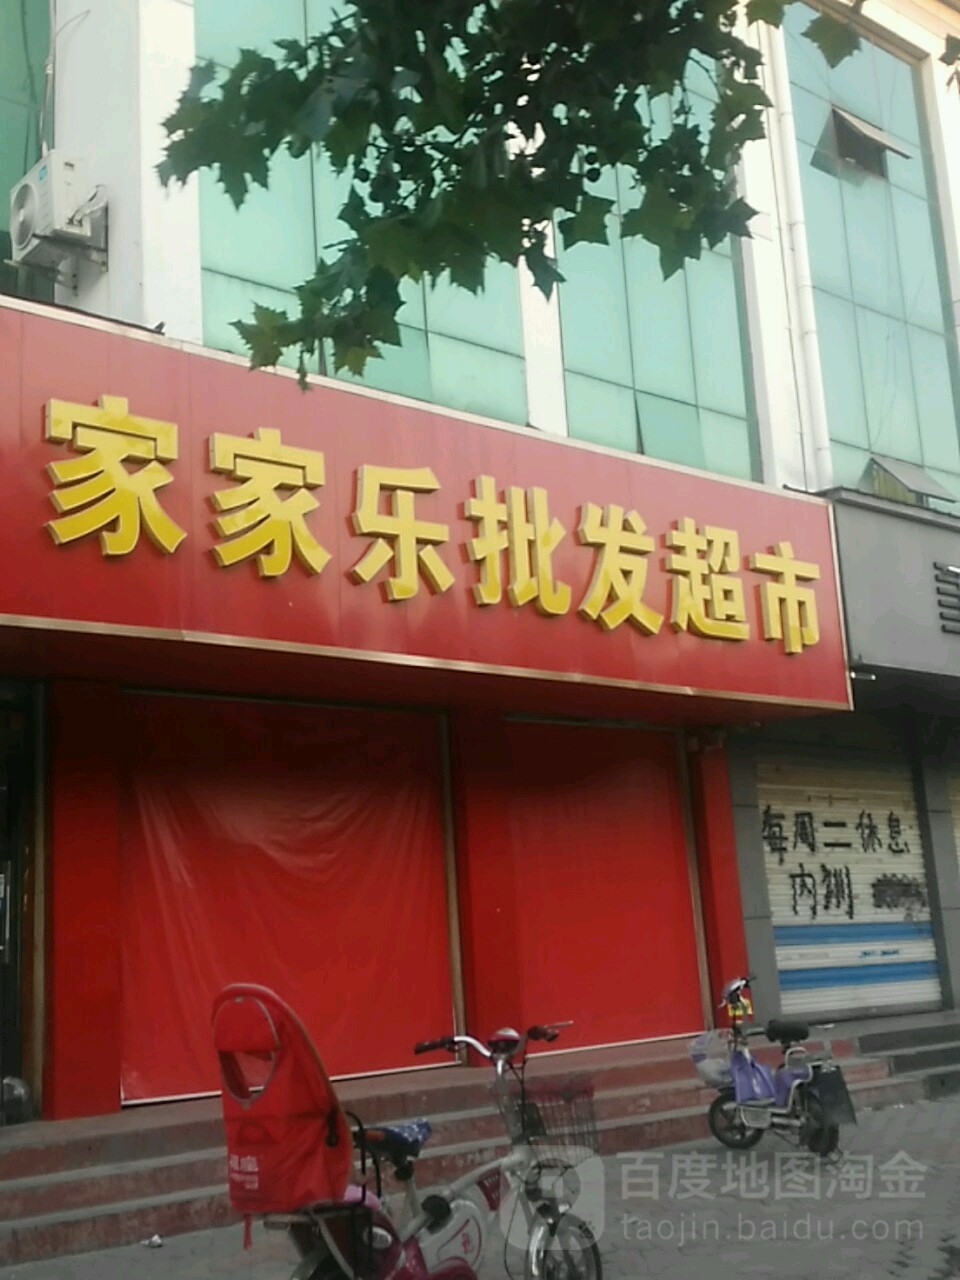 家家乐批发超市
每周二休息
内训
百度地图淘金
taojin.baidu.com